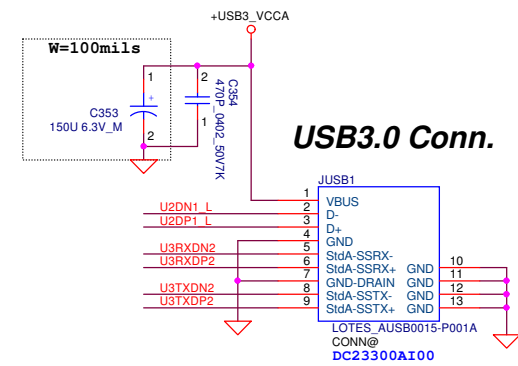 +USB3_VCCA
W=100mils
1
2
+
C353
150U 6.3V_M
2
1
C354
470P_0402_50V7K
USB3.0 Conn.
JUSB1
1 VBUS
U2DN1_L 2 D-
U2DP1_L 3 D+
4 GND
U3RXDN2 5 StdA-SSRX-
U3RXDP2 6 StdA-SSRX+ GND 10
7 GND-DRAIN GND 11
U3TXDN2 8 StdA-SSTX- GND 12
U3TXDP2 9 StdA-SSTX+ GND 13
LOTES_AUSB0015-P001A
CONN@
DC23300AI00